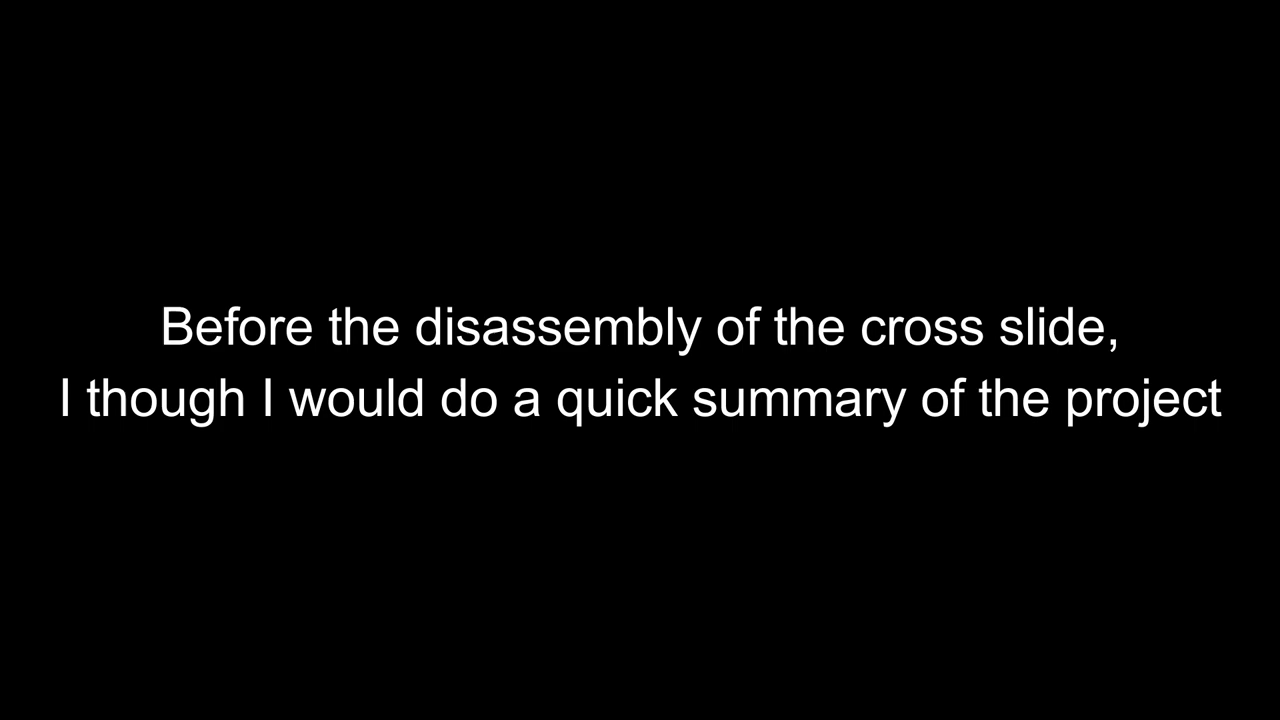 Before the disassembly of the cross slide,
I though I would do a quick summary of the project